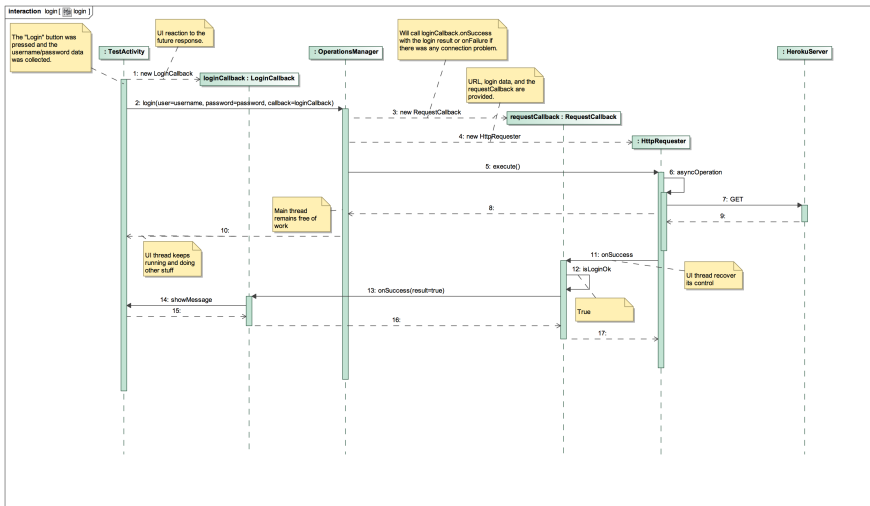 interaction login[ login ]
The "Login" button was
pressed and the
username/password data
was collected.
UI reaction to the
future response.
Will call loginCallback.onSuccess
with the login result or onFailure if
there was any connection problem.
: TestActivity
: OperationsManager
: HerokuServer
1: new LoginCallback
loginCallback : LoginCallback
URL, login data, and the
requestCallback are
provided.
2: login(user=username, password=password, callback=loginCallback)
3: new RequestCallback
requestCallback : RequestCallback
4: new HttpRequester
: HttpRequester
5: execute()
6: asyncOperation
7: GET
Main thread
remains free of
work
8:
9:
10:
UI thread keeps
running and doing
other stuff
11: onSuccess
12: isLoginOk
UI thread recover
its control
13: onSuccess(result=true)
14: showMessage
True
15:
16:
17: